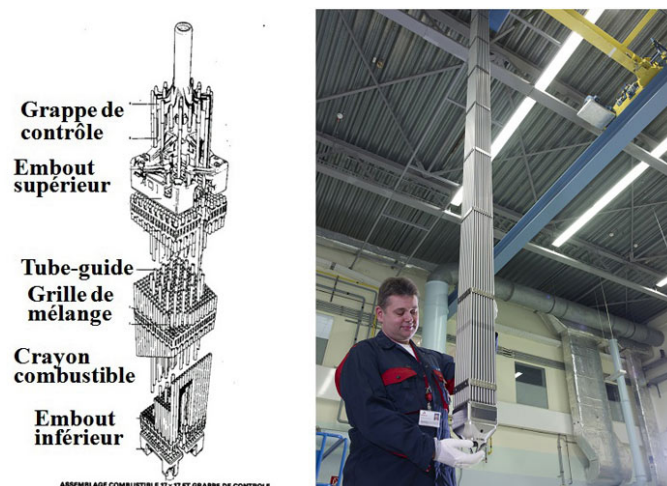 Grappe de
contrôle
Embout
supérieur
Tube-guide
Grille de
mélange
Crayon
combustible
Embout
inférieur
ASSEMBLAGE COMBUSTIBLE 17 x 17 ET GRAPPE DE CONTROLE